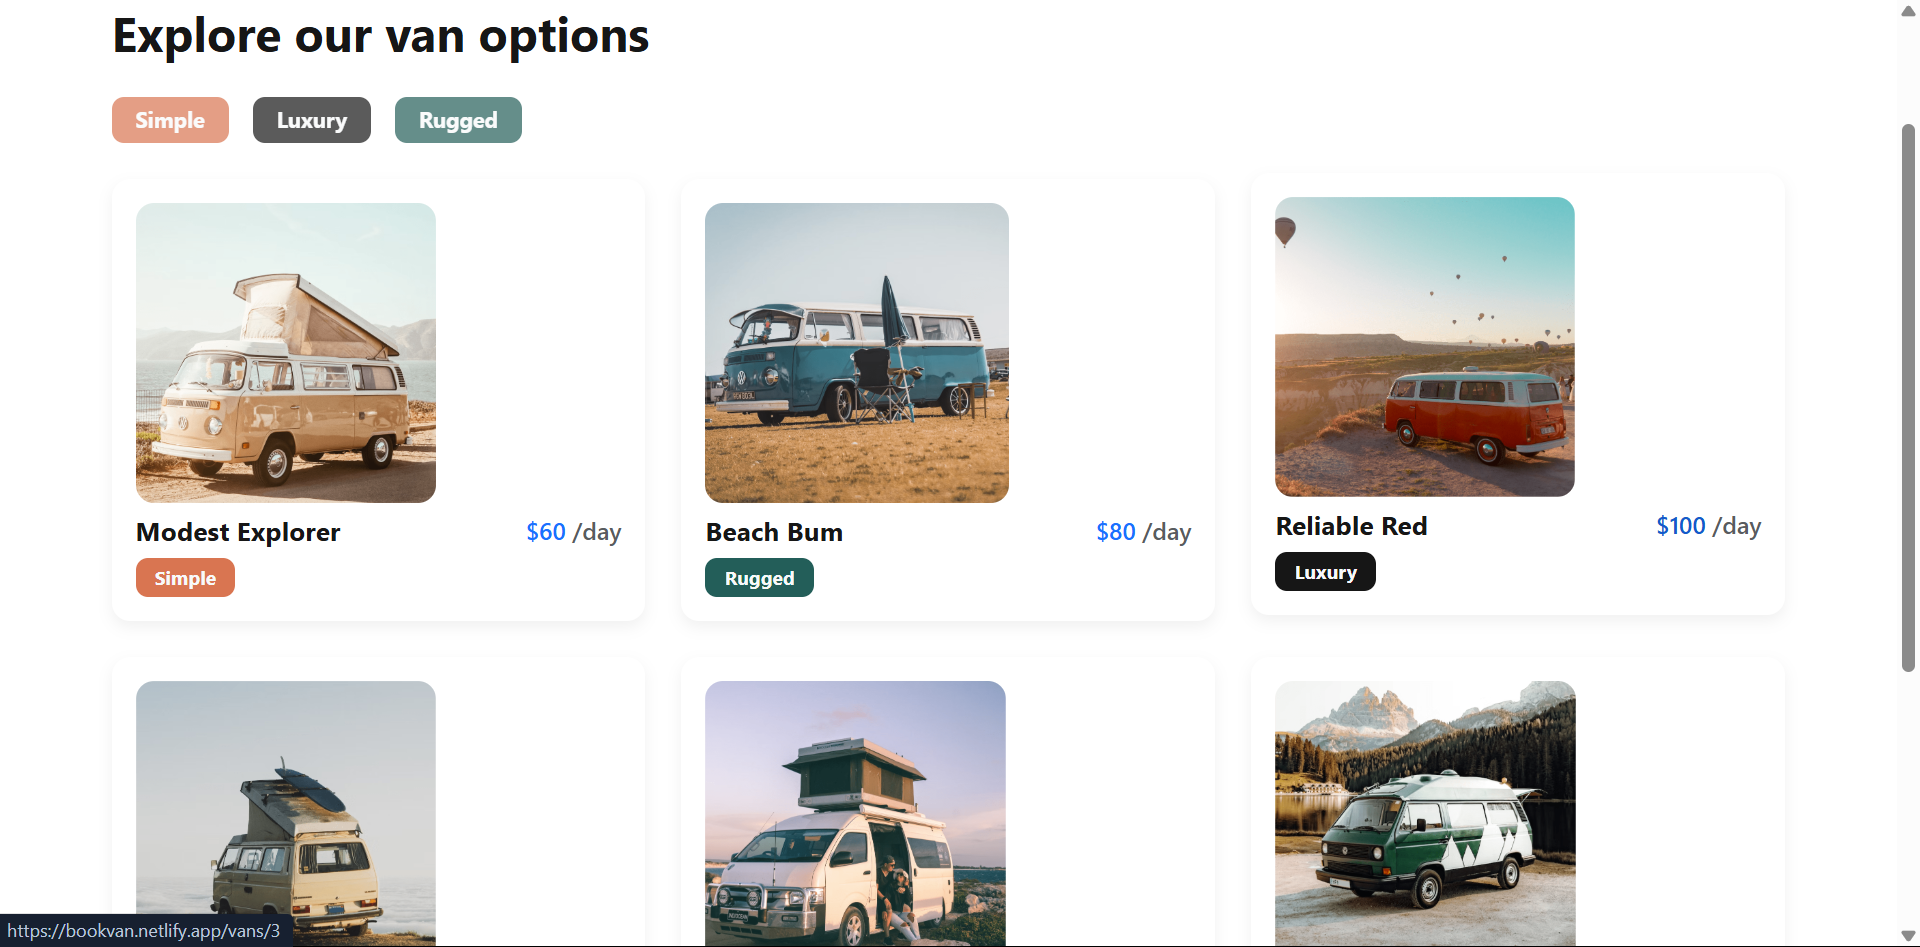 Explore our van options
Simple Luxury Rugged
Modest Explorer $60 /day
Simple
Beach Bum $80 /day
Rugged
Reliable Red $100 /day
Luxury
https://bookvan.netlify.app/vans/3